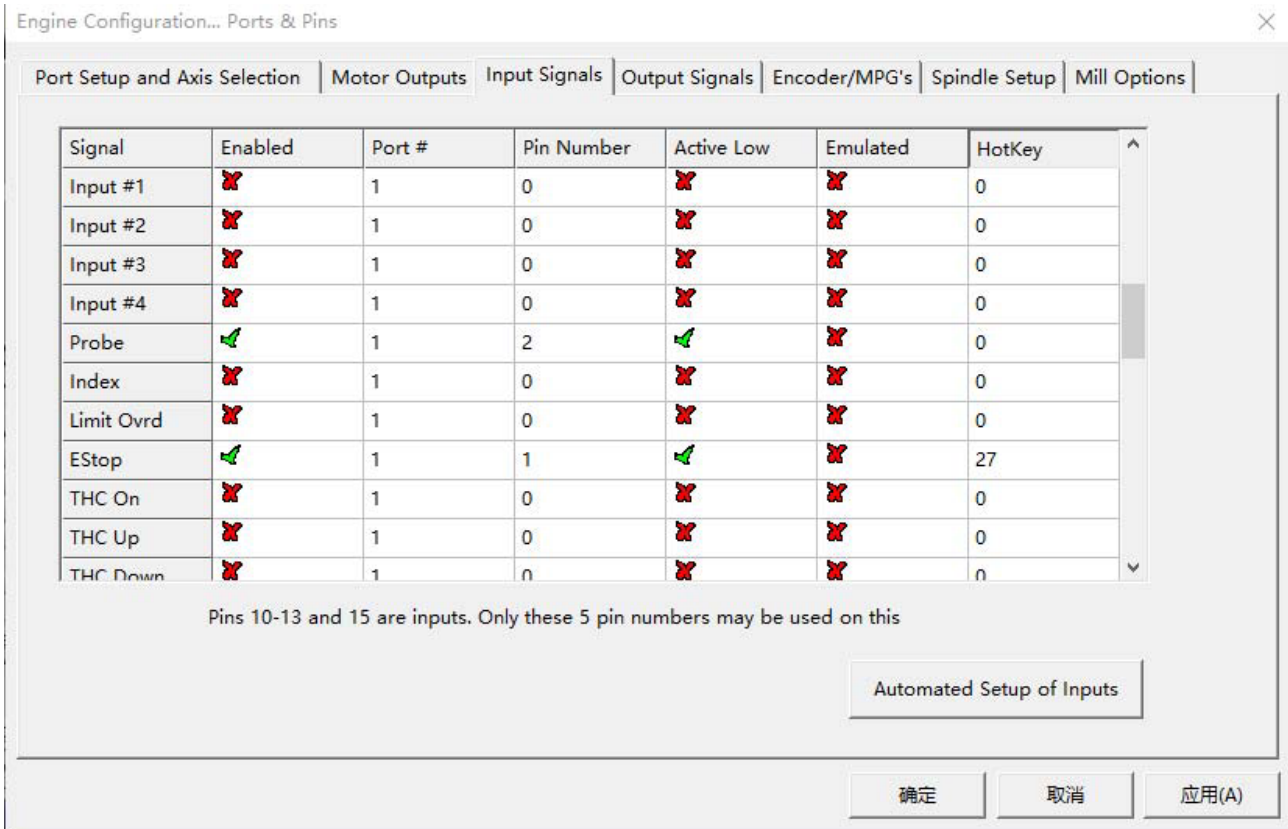 Engine Configuration... Ports & Pins
Port Setup and Axis Selection Motor Outputs Input Signals Output Signals Encoder/MPG's Spindle Setup Mill Options
Signal Enabled Port # Pin Number Active Low Emulated HotKey
Input #1 1 0 0
Input #2 1 0 0
Input #3 1 0 0
Input #4 1 0 0
Probe 1 2 0
Index 1 0 0
Limit Ovrd 1 0 0
EStop 1 1 27
THC On 1 0 0
THC Up 1 0 0
THC Down 1 0 0
Pins 10-13 and 15 are inputs. Only these 5 pin numbers may be used on this
Automated Setup of Inputs
确定 取消 应用(A)